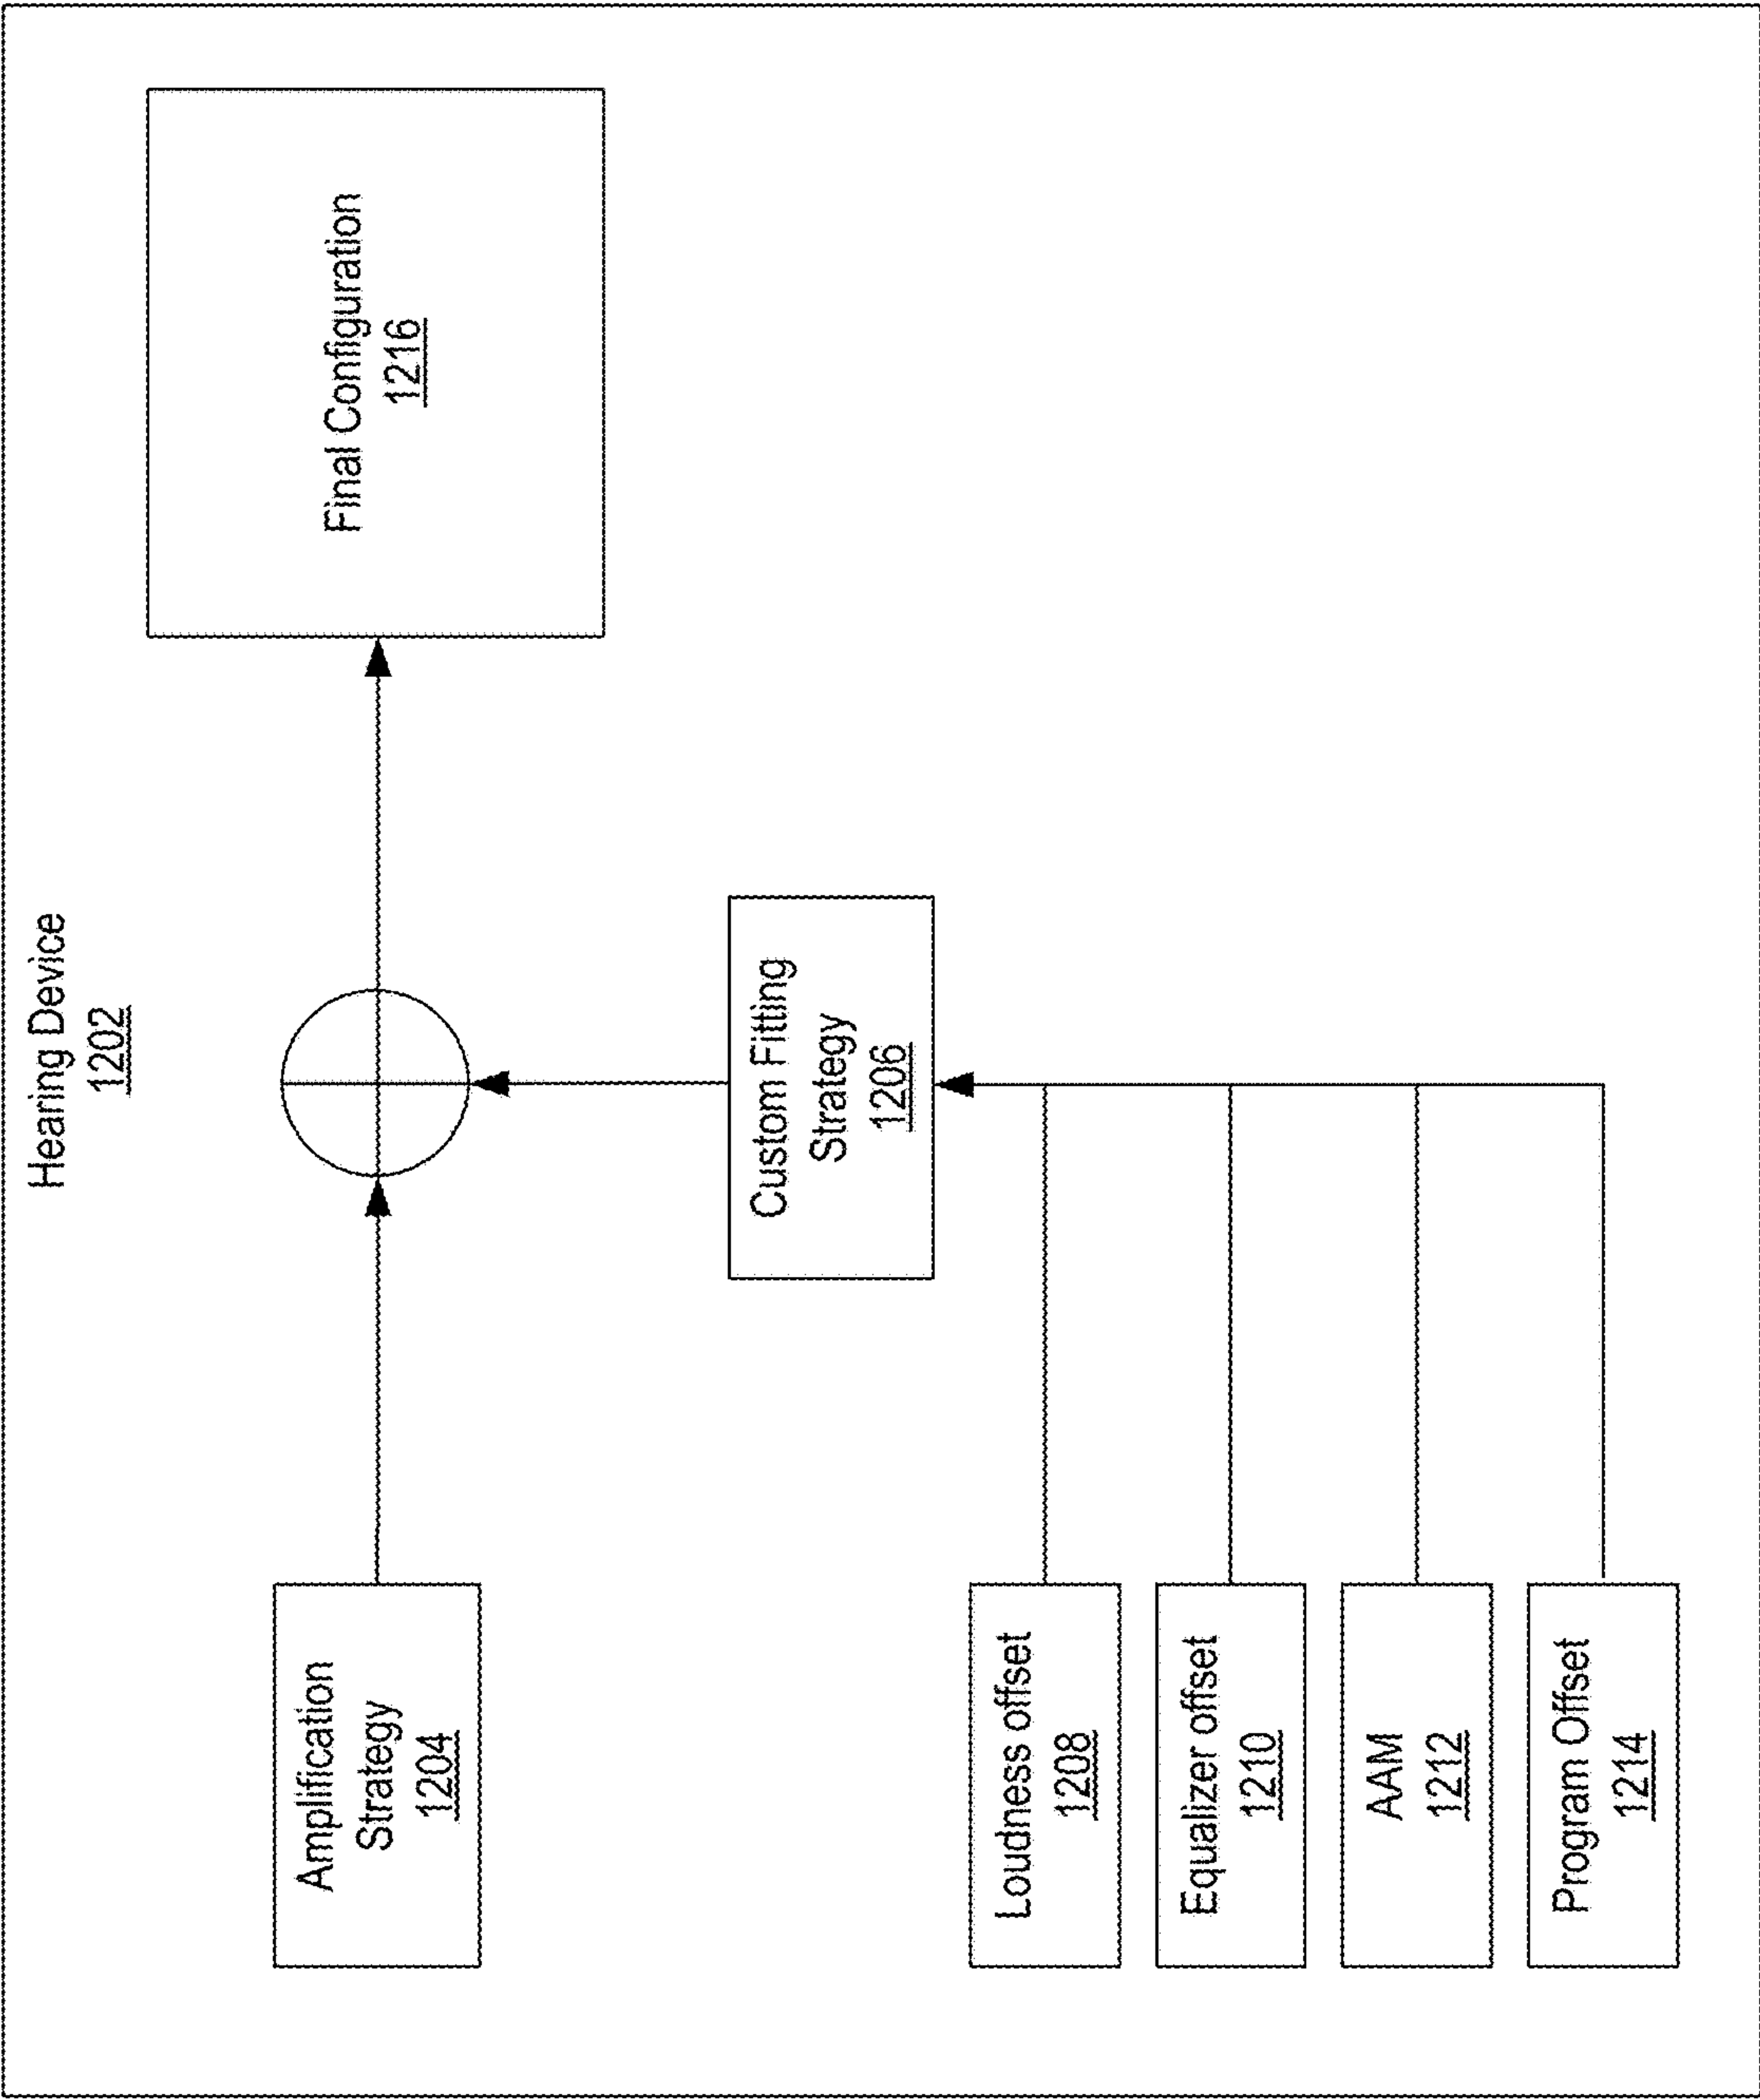 Hearing Device
1202
Amplification
Strategy
1204
Final Configuration
1216
Custom Fitting
Strategy
1206
Loudness offset
1208
Equalizer offset
1210
AAM
1212
Program Offset
1214